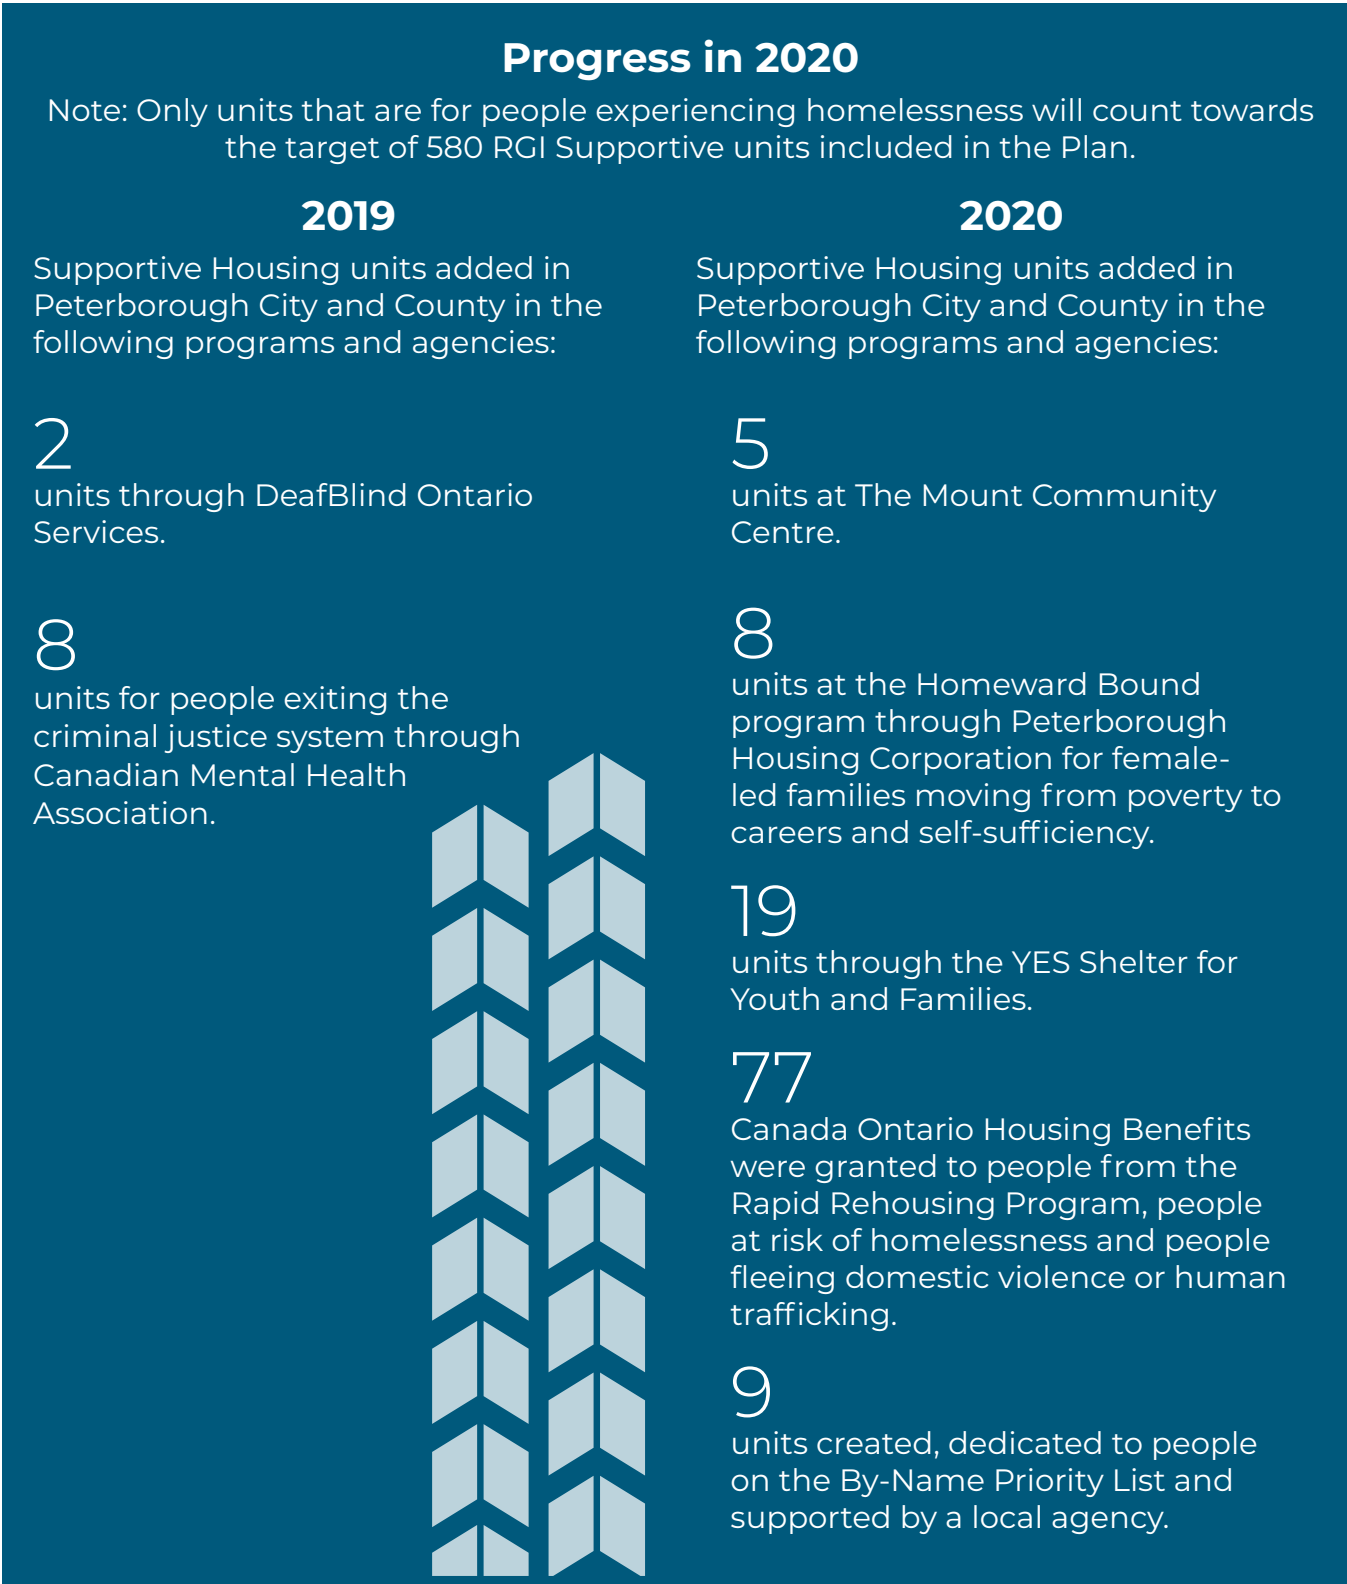 Progress in 2020
Note: Only units that are for people experiencing homelessness will count towards
the target of 580 RGI Supportive units included in the Plan.
2019
Supportive Housing units added in
Peterborough City and County in the
following programs and agencies:
2
units through DeafBlind Ontario
Services.
8
units for people exiting the
criminal justice system through
Canadian Mental Health
Association.
2020
Supportive Housing units added in
Peterborough City and County in the
following programs and agencies:
5
units at The Mount Community
Centre.
8
units at the Homeward Bound
program through Peterborough
Housing Corporation for female-
led families moving from poverty to
careers and self-sufficiency.
19
units through the YES Shelter for
Youth and Families.
77
Canada Ontario Housing Benefits
were granted to people from the
Rapid Rehousing Program, people
at risk of homelessness and people
fleeing domestic violence or human
trafficking.
9
units created, dedicated to people
on the By-Name Priority List and
supported by a local agency.